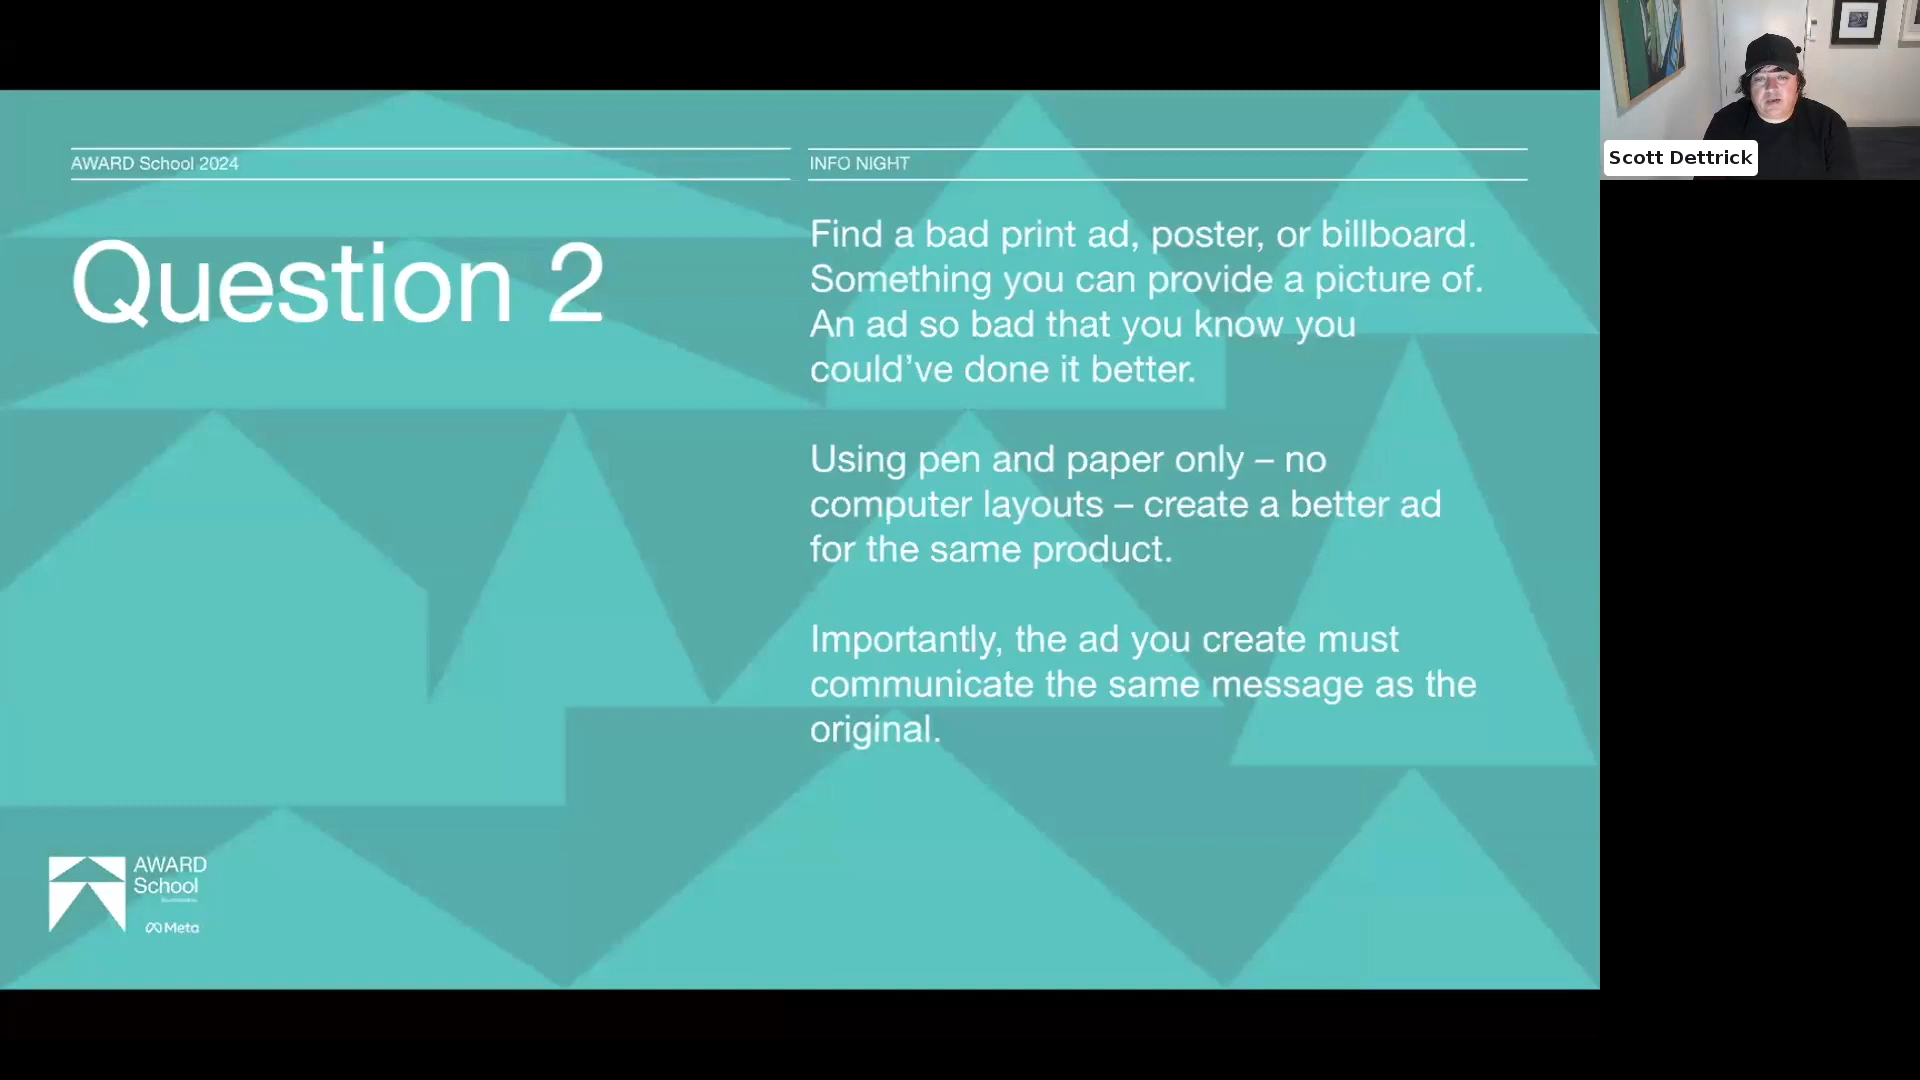 AWARD School 2024
INFO NIGHT
Question 2
Find a bad print ad, poster, or billboard.
Something you can provide a picture of.
An ad so bad that you know you
could’ve done it better.
Using pen and paper only – no
computer layouts – create a better ad
for the same product.
Importantly, the ad you create must
communicate the same message as the
original.
AWARD
School
Meta
Scott Dettrick